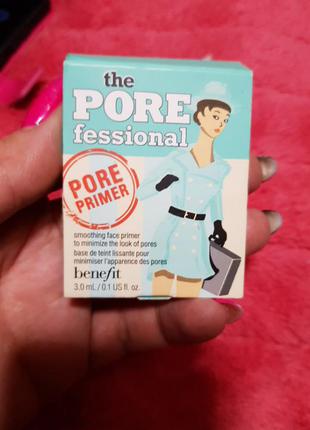 the
PORE
fessional
PORE
PRIMER
smoothing face primer
to minimize the look of pores
base de teint lissante pour
minimiser l'apparence des pores
benefit
3.0 mL / 0.1 US fl. oz.